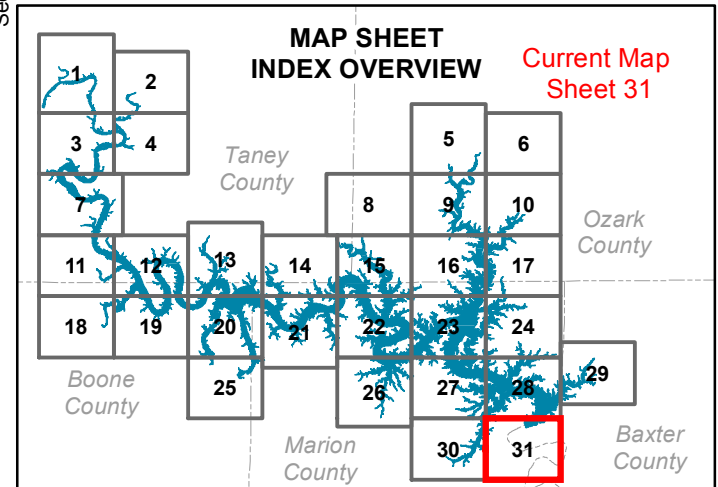 MAP SHEET
INDEX OVERVIEW
Current Map
Sheet 31
1
2
3
4
5
6
Taney
County
7
8
9
10
Ozark
County
11
12
13
14
15
16
17
18
19
20
21
22
23
24
Boone
County
25
26
27
28
29
Marion
County
30
31
Baxter
County